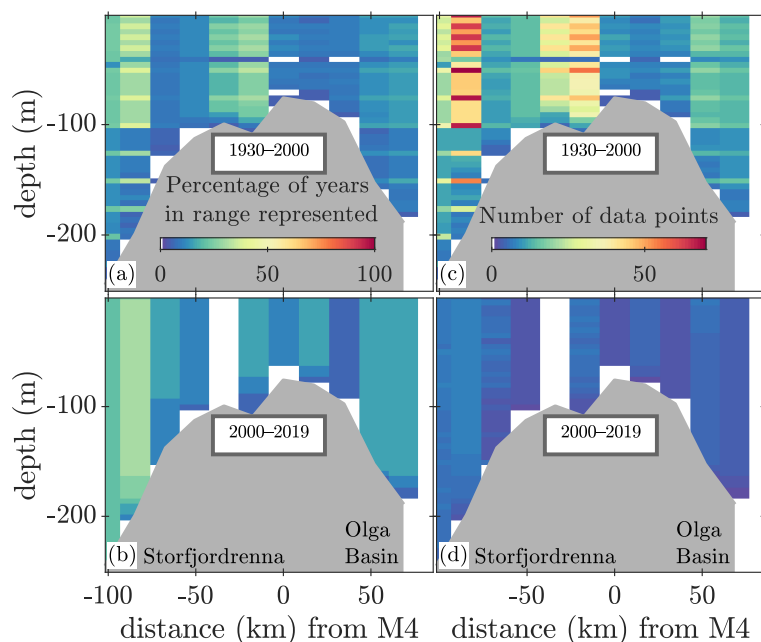 depth (m)
-100
-200
1930–2000
Percentage of years
in range represented
(a)
0 50 100
1930–2000
Number of data points
(c)
0 50
depth (m)
-100
-200
2000–2019
(b)
Storfjordrenna
Olga
Basin
2000–2019
(d)
Storfjordrenna
Olga
Basin
-100 -50 0 50
distance (km) from M4
-50 0 50
distance (km) from M4